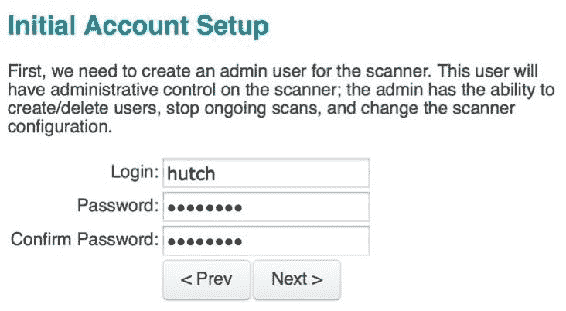 Initial Account Setup
First, we need to create an admin user for the scanner. This user will
have administrative control on the scanner; the admin has the ability to
create/delete users, stop ongoing scans, and change the scanner
configuration.
Login: hutch
Password: ••••••••
Confirm Password: ••••••••
< Prev Next >